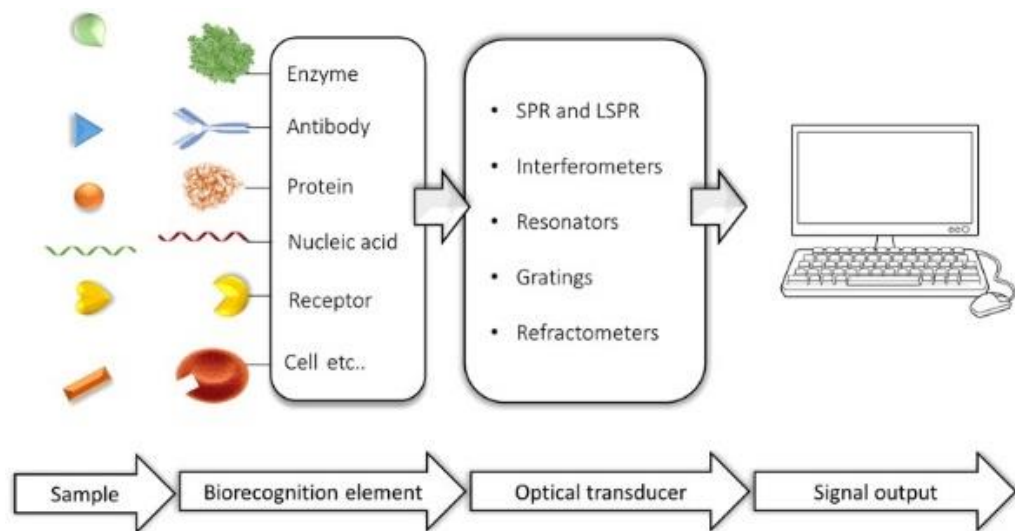 Enzyme
Antibody
Protein
Nucleic acid
Receptor
Cell etc..
• SPR and LSPR
• Interferometers
• Resonators
• Gratings
• Refractometers
Sample
Biorecognition element
Optical transducer
Signal output